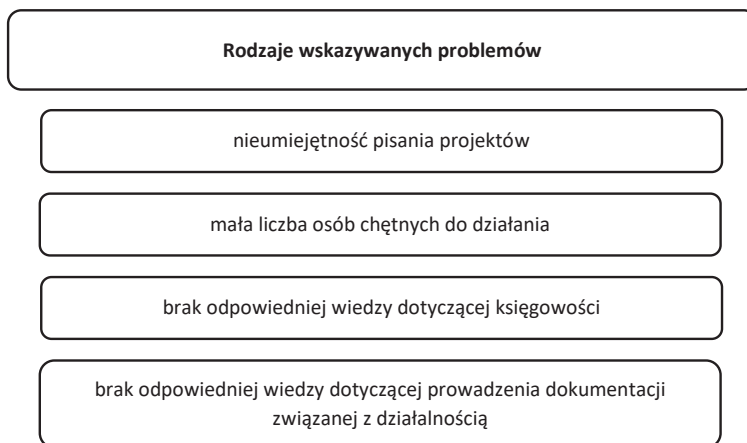 Rodzaje wskazywanych problemów
nieumiejętność pisania projektów
mała liczba osób chętnych do działania
brak odpowiedniej wiedzy dotyczącej księgowości
brak odpowiedniej wiedzy dotyczącej prowadzenia dokumentacji
związanej z działalnością